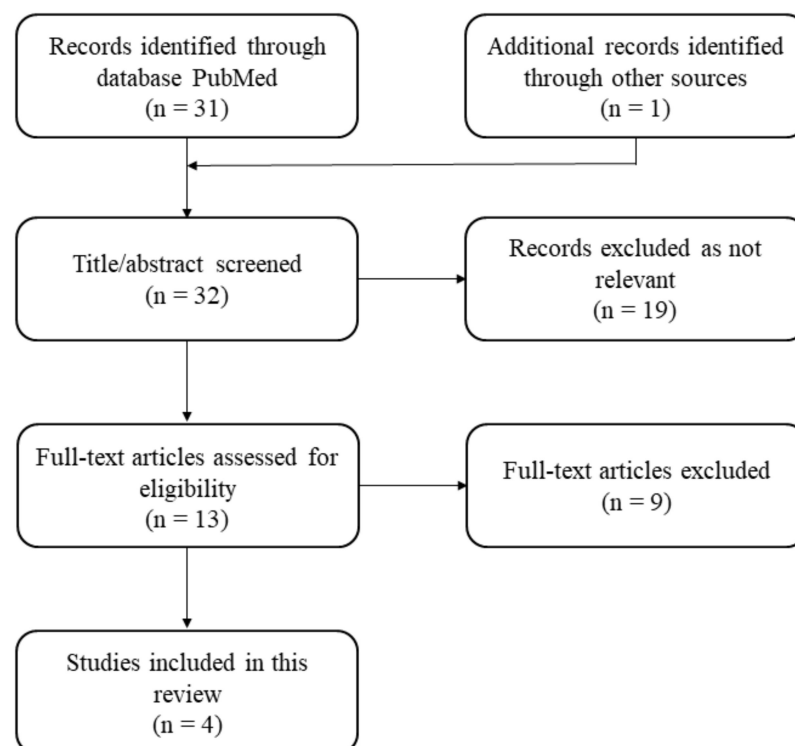 Records identified through
database PubMed
(n = 31)
Additional records identified
through other sources
(n = 1)
Title/abstract screened
(n = 32)
Records excluded as not
relevant
(n = 19)
Full-text articles assessed for
eligibility
(n = 13)
Full-text articles excluded
(n = 9)
Studies included in this
review
(n = 4)